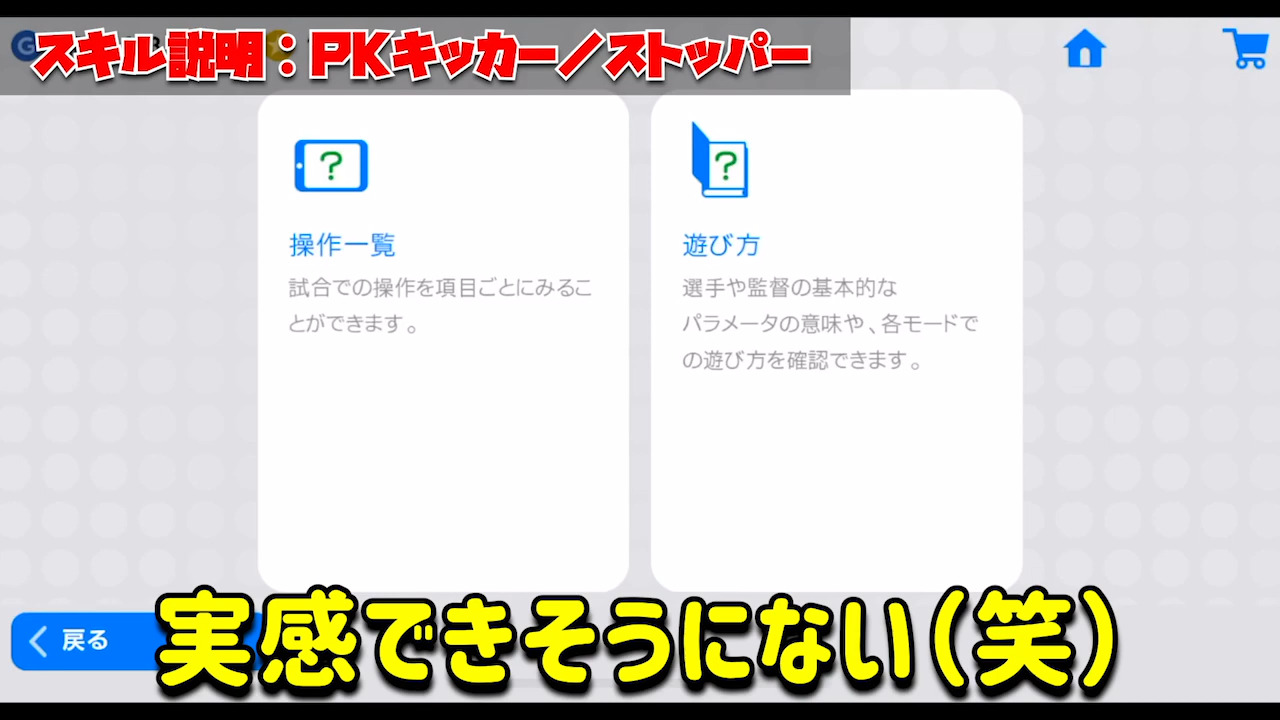 スキル説明：PKキッカー／ストッパー
操作一覧
試合での操作を項目ごとにみるこ
とができます。
遊び方
選手や監督の基本的な
パラメータの意味や、各モードで
の遊び方を確認できます。
戻る
実感できそうにない（笑）